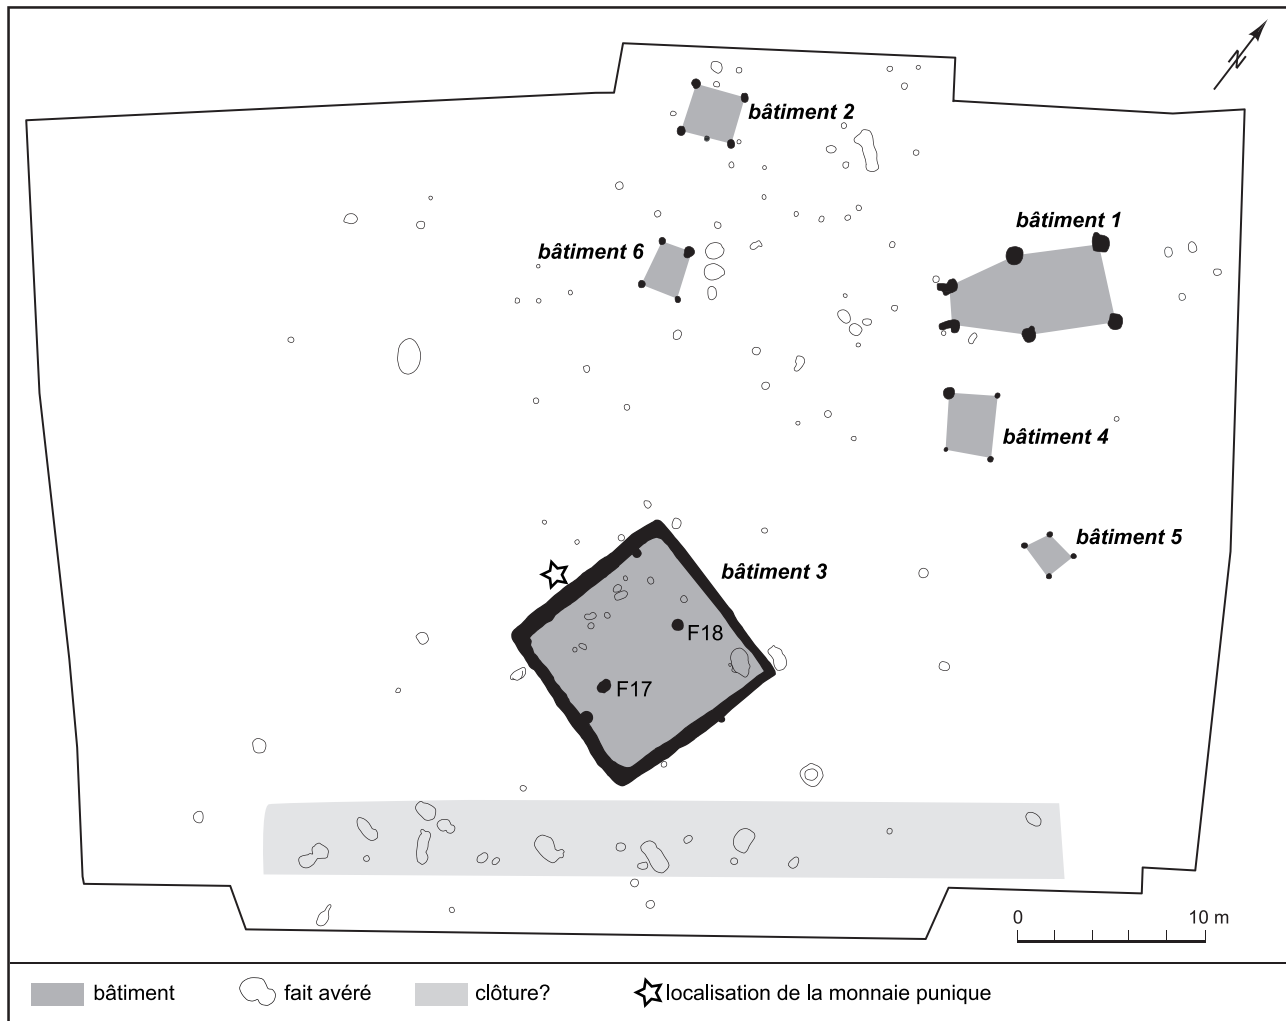 N
bâtiment 2
bâtiment 1
bâtiment 6
bâtiment 4
bâtiment 5
bâtiment 3
F18
F17
0 10 m
bâtiment fait avéré clôture? localisation de la monnaie punique